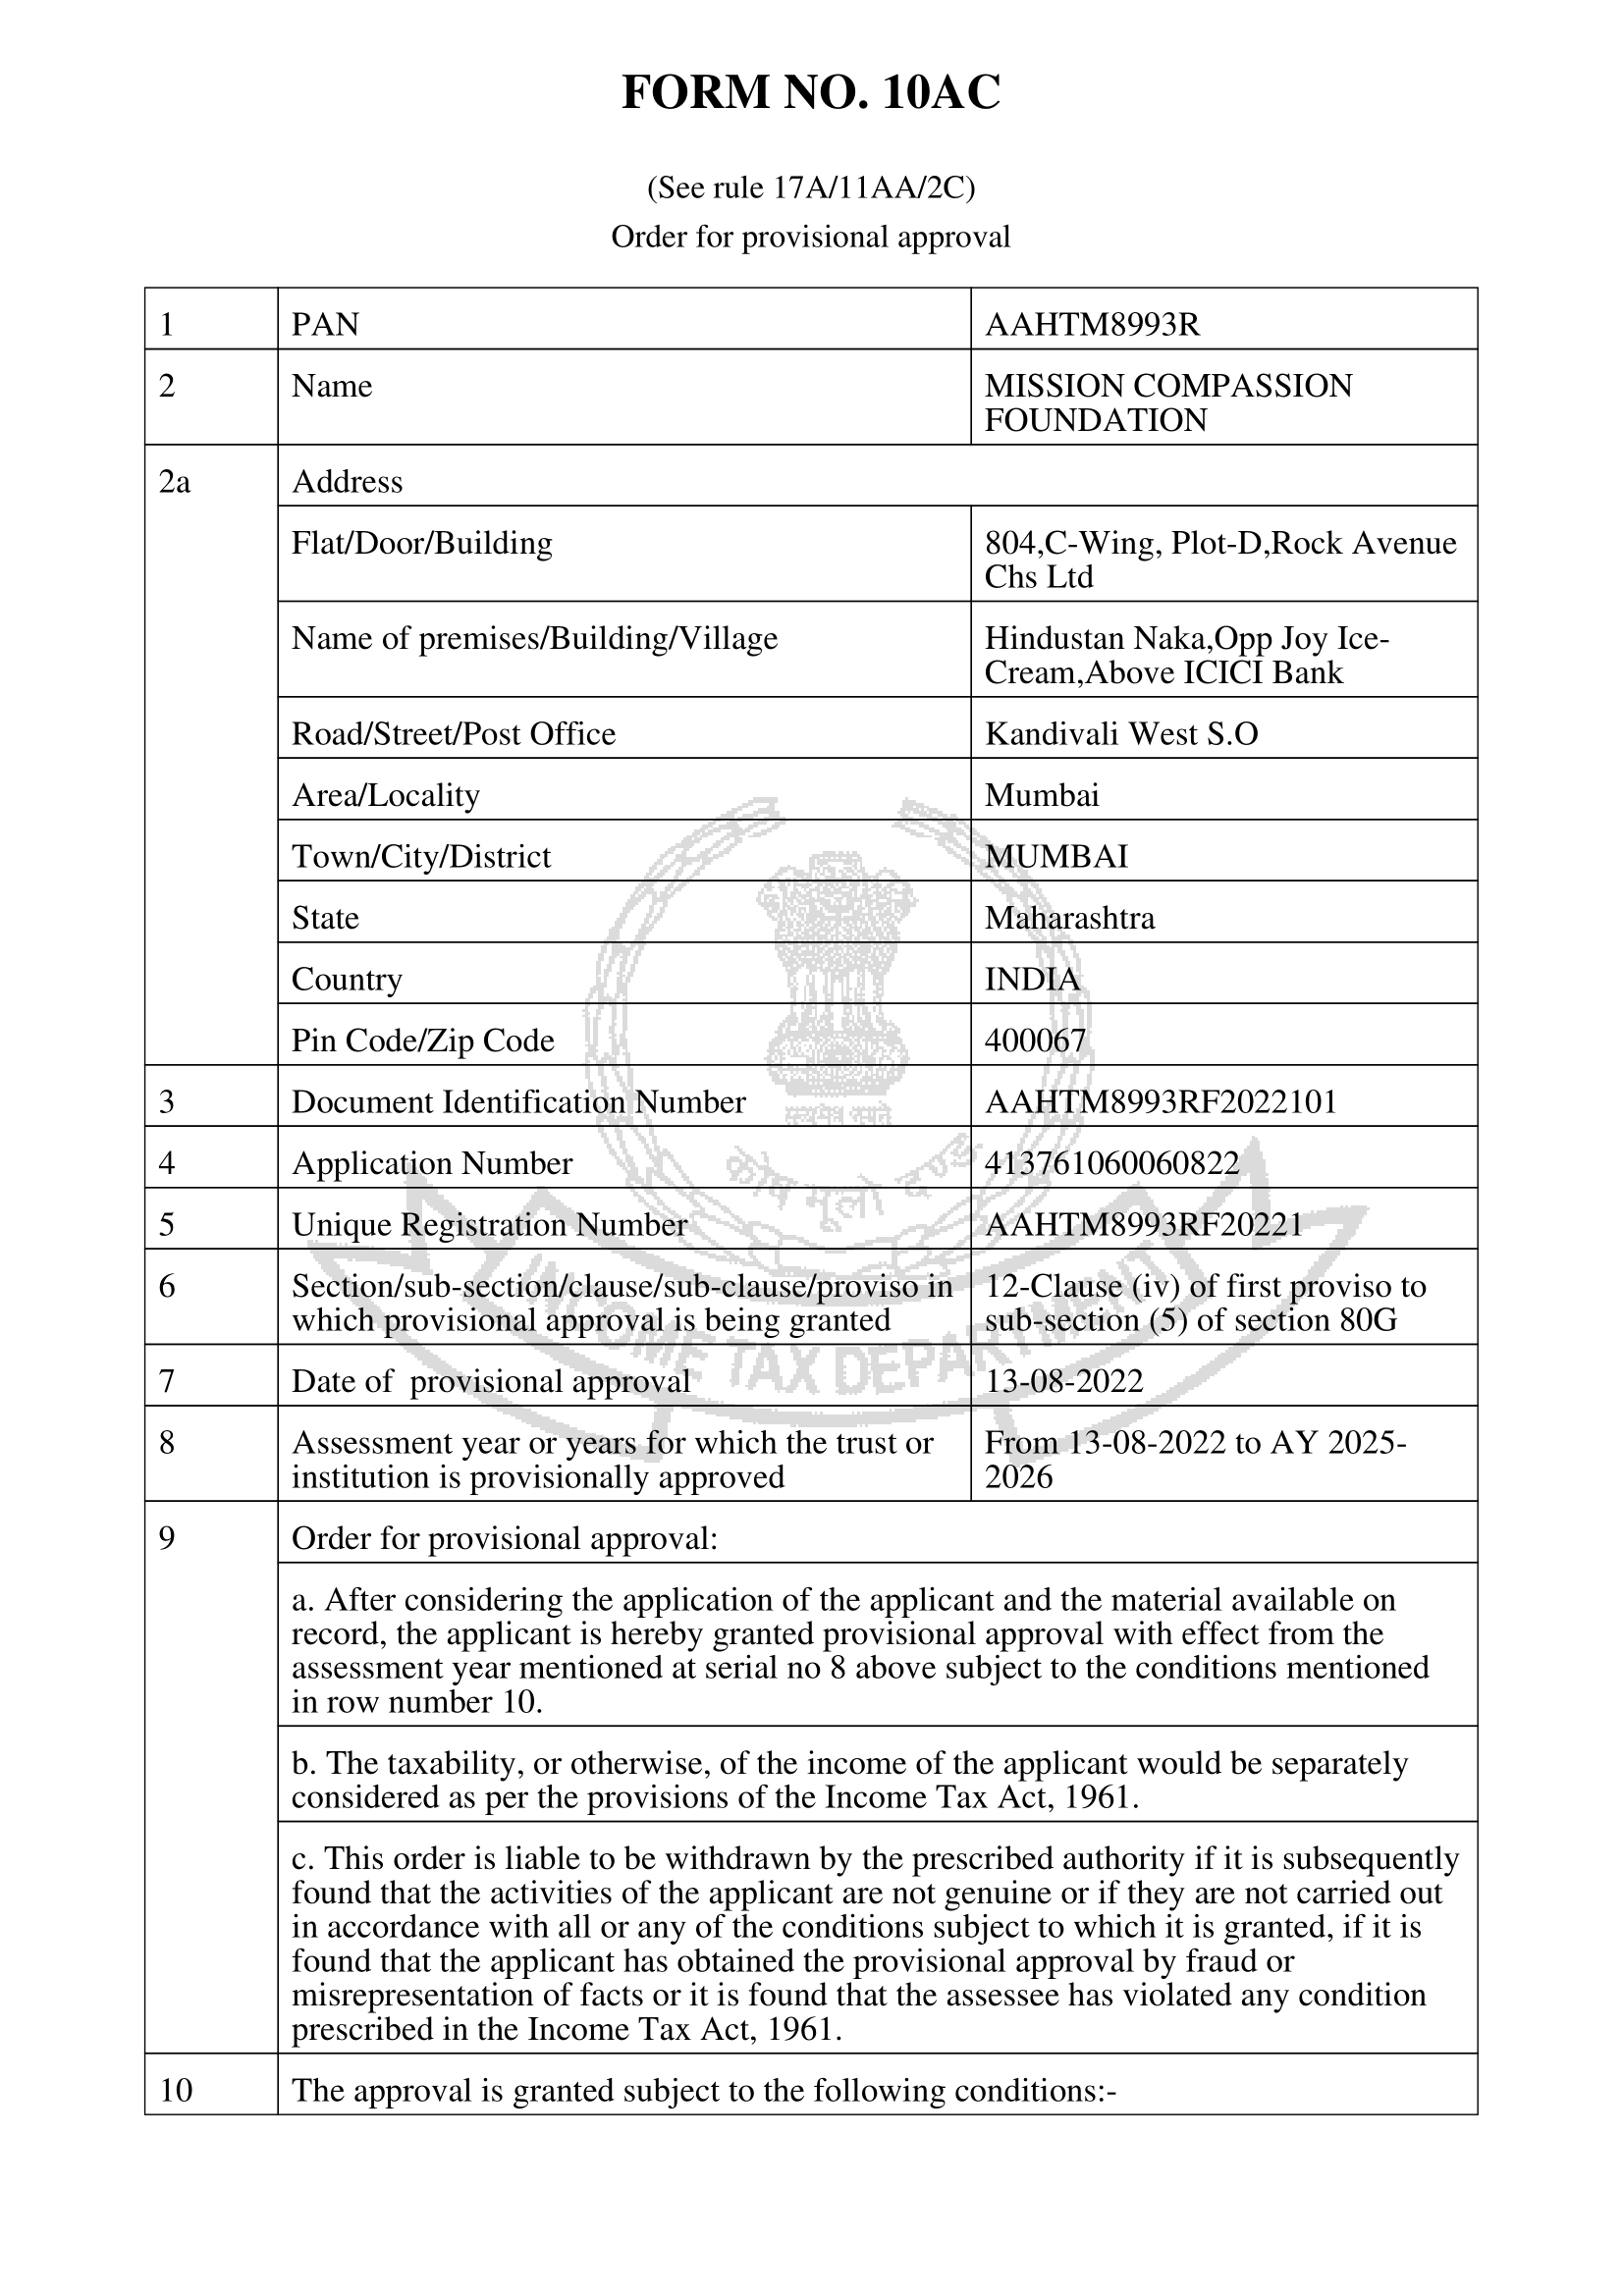 FORM NO. 10AC
(See rule 17A/11AA/2C)
Order for provisional approval
1 PAN AAHTM8993R
2 Name MISSION COMPASSION
FOUNDATION
2a Address
Flat/Door/Building 804,C-Wing, Plot-D,Rock Avenue
Chs Ltd
Name of premises/Building/Village Hindustan Naka,Opp Joy Ice-
Cream,Above ICICI Bank
Road/Street/Post Office Kandivali West S.O
Area/Locality Mumbai
Town/City/District MUMBAI
State Maharashtra
Country INDIA
Pin Code/Zip Code 400067
3 Document Identification Number AAHTM8993RF2022101
सत्यमेव जयते
4 Application Number 413761060060822
कोष मूलो दण्ड
5 Unique Registration Number AAHTM8993RF20221
6 Section/sub-section/clause/sub-clause/proviso in 12-Clause (iv) of first proviso to
which provisional approval is being granted sub-section (5) of section 80G
INCOME TAX DEPARTMENT
7 Date of provisional approval 13-08-2022
8 Assessment year or years for which the trust or From 13-08-2022 to AY 2025-
institution is provisionally approved 2026
9 Order for provisional approval:
a. After considering the application of the applicant and the material available on
record, the applicant is hereby granted provisional approval with effect from the
assessment year mentioned at serial no 8 above subject to the conditions mentioned
in row number 10.
b. The taxability, or otherwise, of the income of the applicant would be separately
considered as per the provisions of the Income Tax Act, 1961.
c. This order is liable to be withdrawn by the prescribed authority if it is subsequently
found that the activities of the applicant are not genuine or if they are not carried out
in accordance with all or any of the conditions subject to which it is granted, if it is
found that the applicant has obtained the provisional approval by fraud or
misrepresentation of facts or it is found that the assessee has violated any condition
prescribed in the Income Tax Act, 1961.
10 The approval is granted subject to the following conditions:-